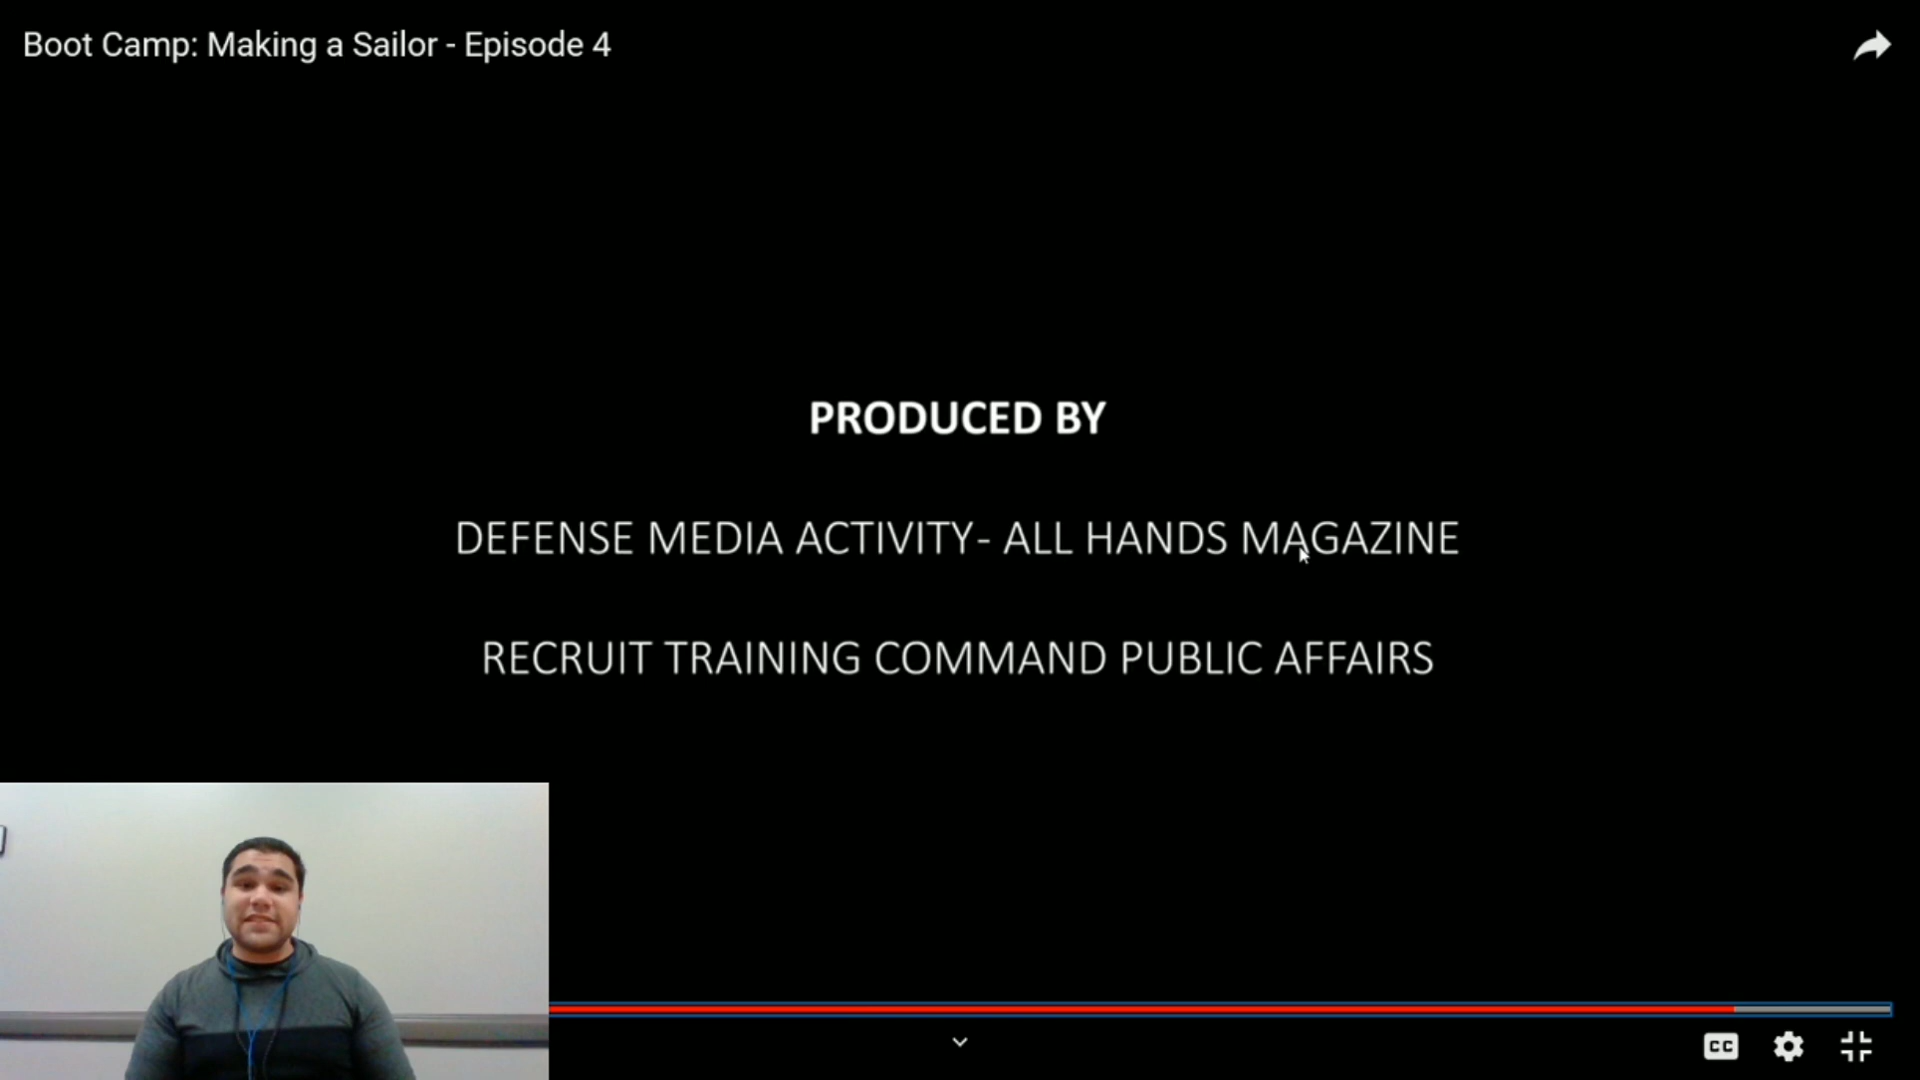 Boot Camp: Making a Sailor - Episode 4
PRODUCED BY
DEFENSE MEDIA ACTIVITY- ALL HANDS MAGAZINE
RECRUIT TRAINING COMMAND PUBLIC AFFAIRS
CC